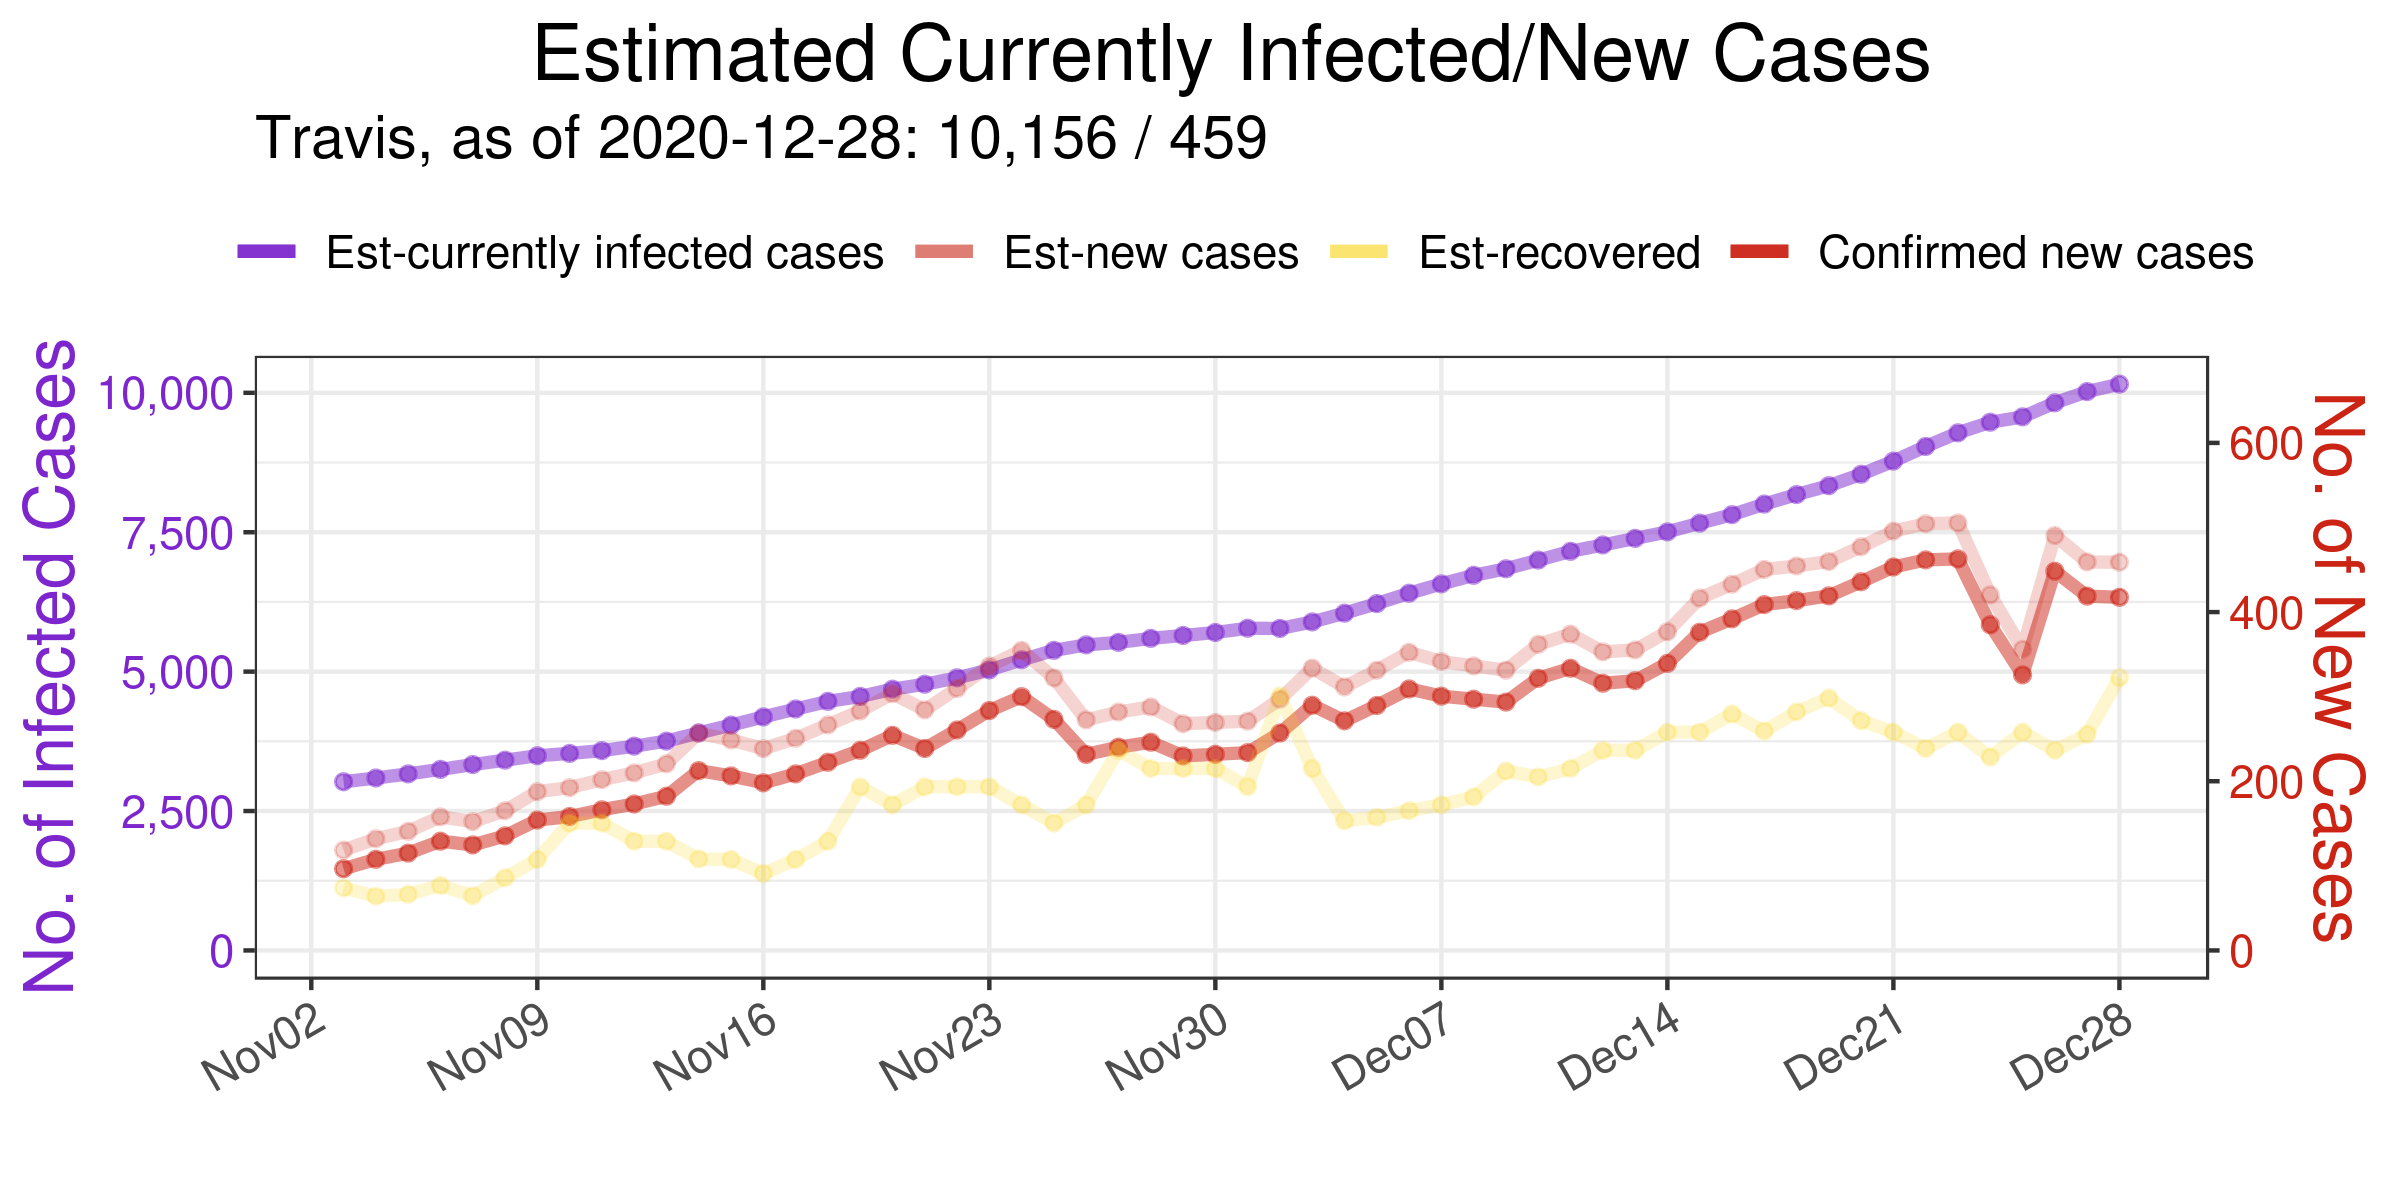 Estimated Currently Infected/New Cases
Travis, as of 2020-12-28: 10,156 / 459
Est-currently infected cases Est-new cases Est-recovered Confirmed new cases
No. of Infected Cases
10,000
7,500
5,000
2,500
0
600
400
200
0
No. of New Cases
Nov02 Nov09 Nov16 Nov23 Nov30 Dec07 Dec14 Dec21 Dec28